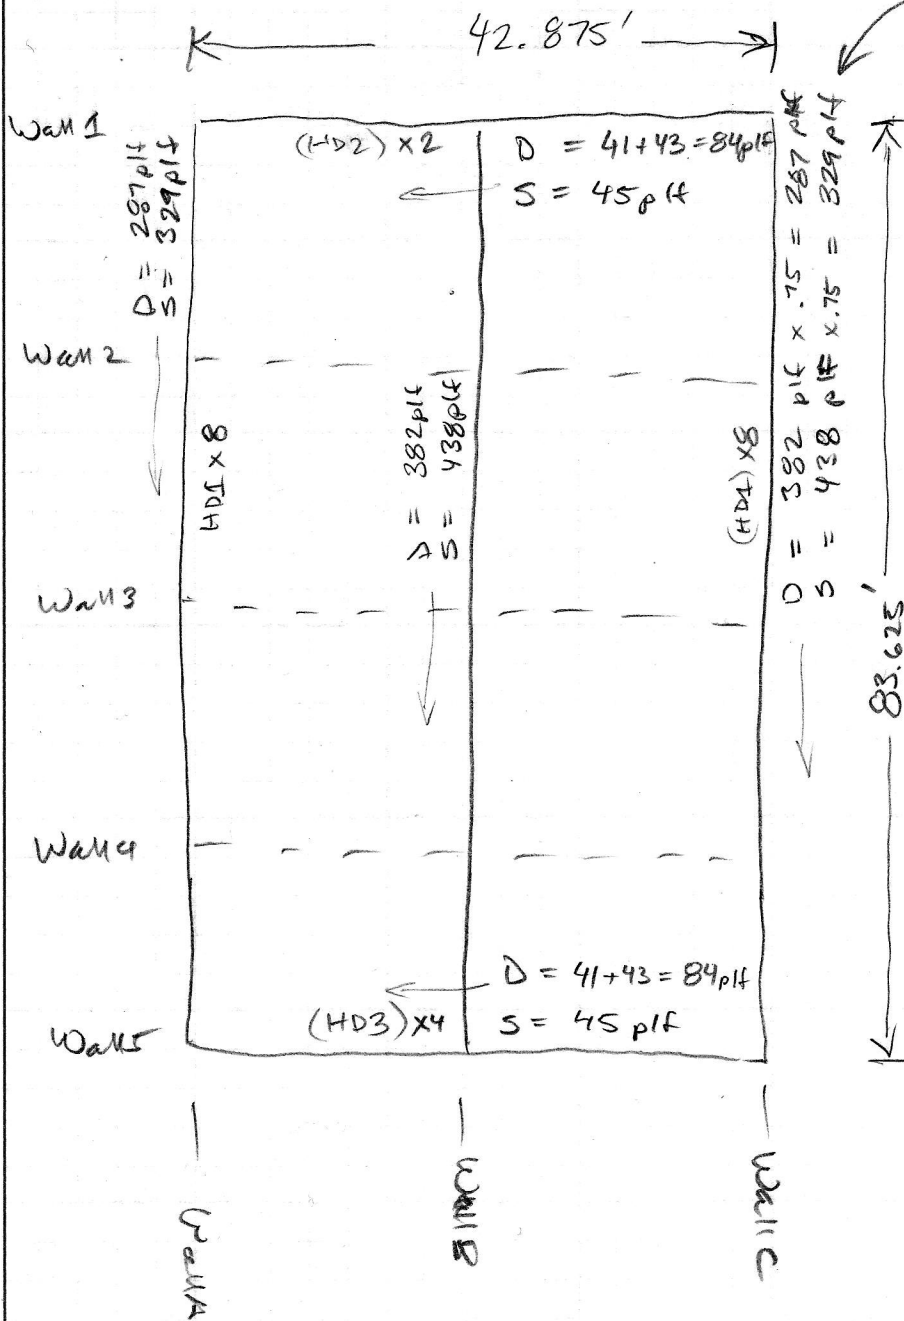 42.875'
Wall 1
(HD2) x2
D = 41+43=84plf
S = 45 plf
D = 287plf
S = 329plf
D = 382 plf x .75 = 287 plf
S = 438 plf x .75 = 329 plf
Wall 2
HD1 x 8
D = 382plf
S = 438plf
(HD1) x8
Wall 3
83.625'
Wall 4
D = 41+43=84plf
(HD3) x4
S = 45 plf
Wall 5
Wall A
Wall B
Wall C